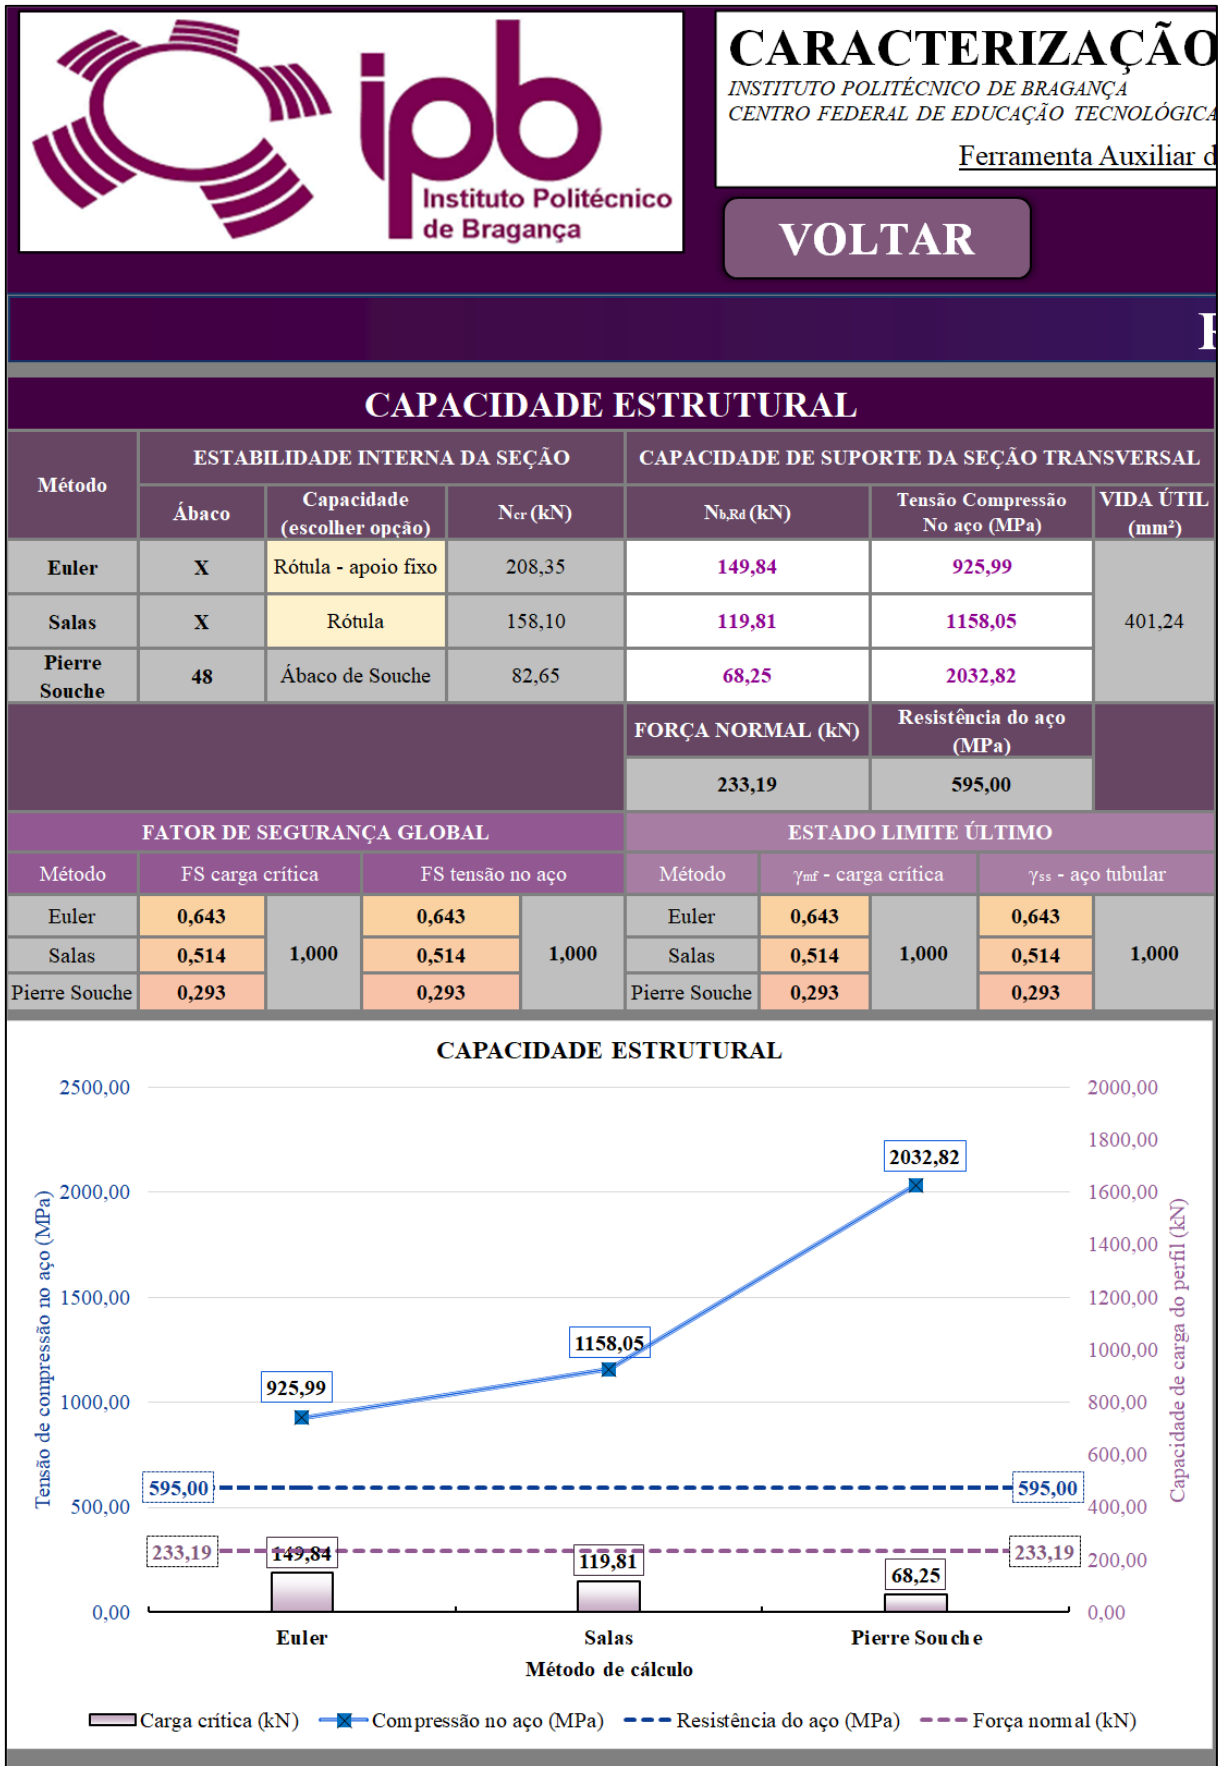 ipb
Instituto Politécnico
de Bragança
CARACTERIZAÇÃO
INSTITUTO POLITÉCNICO DE BRAGANÇA
CENTRO FEDERAL DE EDUCAÇÃO TECNOLÓGICA
Ferramenta Auxiliar d
VOLTAR
CAPACIDADE ESTRUTURAL
Método ESTABILIDADE INTERNA DA SEÇÃO CAPACIDADE DE SUPORTE DA SEÇÃO TRANSVERSAL
Ábaco Capacidade (escolher opção) Ncr (kN) Nb,Rd (kN) Tensão Compressão No aço (MPa) VIDA ÚTIL (mm²)
Euler X Rótula - apoio fixo 208,35 149,84 925,99
Salas X Rótula 158,10 119,81 1158,05 401,24
Pierre Souche 48 Ábaco de Souche 82,65 68,25 2032,82
FORÇA NORMAL (kN) Resistência do aço (MPa)
233,19 595,00
FATOR DE SEGURANÇA GLOBAL ESTADO LIMITE ÚLTIMO
Método FS carga crítica FS tensão no aço Método γmf - carga crítica γss - aço tubular
Euler 0,643 0,643 Euler 0,643 0,643
Salas 0,514 1,000 0,514 1,000 Salas 0,514 1,000 0,514 1,000
Pierre Souche 0,293 0,293 Pierre Souche 0,293 0,293
CAPACIDADE ESTRUTURAL
2500,00 2000,00
1800,00
2032,82
2000,00 1600,00
1400,00
1500,00 1200,00
1158,05 1000,00
925,99
1000,00 800,00
600,00
595,00 595,00
500,00 400,00
233,19 149,84 119,81 233,19 200,00
68,25
0,00 0,00
Tensão de compressão no aço (MPa)
Capacidade de carga do perfil (kN)
Euler Salas Pierre Souche
Método de cálculo
Carga crítica (kN) Compressão no aço (MPa) Resistência do aço (MPa) Força normal (kN)